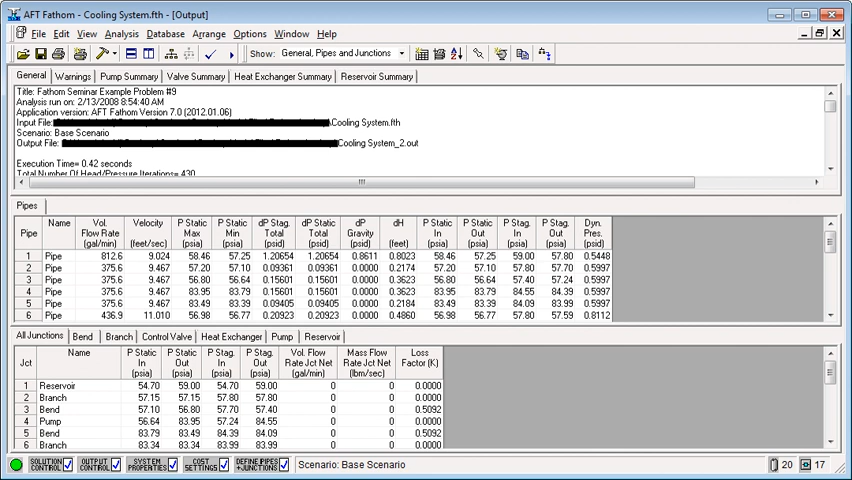 AFT Fathom - Cooling System.fth - [Output]
File Edit View Analysis Database Arrange Options Window Help
Show: General, Pipes and Junctions
General Warnings Pump Summary Valve Summary Heat Exchanger Summary Reservoir Summary
Title: Fathom Seminar Example Problem #9
Analysis run on: 2/13/2008 8:54:40 AM
Application version: AFT Fathom Version 7.0 (2012.01.06)
Input File: \Cooling System.fth
Scenario: Base Scenario
Output File: Cooling System_2.out
Execution Time= 0.42 seconds
Total Number Of Head/Pressure Iterations= 430
Pipes
Pipe Name Vol. Flow Rate (gal/min) Velocity (feet/sec) P Static Max (psia) P Static Min (psia) dP Stag. Total (psid) dP Static Total (psid) dP Gravity (psid) dH (feet) P Static In (psia) P Static Out (psia) P Stag. In (psia) P Stag. Out (psia) Dyn. Pres. (psid)
1 Pipe 812.6 9.024 58.46 57.25 1.20654 1.20654 0.8611 0.8023 58.46 57.25 59.00 57.80 0.5448
2 Pipe 375.6 9.467 57.20 57.10 0.09361 0.09361 0.0000 0.2174 57.20 57.10 57.80 57.70 0.5997
3 Pipe 375.6 9.467 56.80 56.64 0.15601 0.15601 0.0000 0.3623 56.80 56.64 57.40 57.24 0.5997
4 Pipe 375.6 9.467 83.95 83.79 0.15601 0.15601 0.0000 0.3623 83.95 83.79 84.55 84.39 0.5997
5 Pipe 375.6 9.467 83.49 83.39 0.09405 0.09405 0.0000 0.2184 83.49 83.39 84.09 83.99 0.5997
6 Pipe 436.9 11.010 56.98 56.77 0.20923 0.20923 0.0000 0.4860 56.98 56.77 57.80 57.59 0.8112
All Junctions Bend Branch Control Valve Heat Exchanger Pump Reservoir
Jct Name P Static In (psia) P Static Out (psia) P Stag. In (psia) P Stag. Out (psia) Vol. Flow Rate Jct Net (gal/min) Mass Flow Rate Jct Net (lbm/sec) Loss Factor (K)
1 Reservoir 54.70 59.00 54.70 59.00 0 0 0.0000
2 Branch 57.15 57.15 57.80 57.80 0 0 0.0000
3 Bend 57.10 56.80 57.70 57.40 0 0 0.5092
4 Pump 56.64 83.95 57.24 84.55 0 0 0.0000
5 Bend 83.79 83.49 84.39 84.09 0 0 0.5092
6 Branch 83.34 83.34 83.99 83.99 0 0 0.0000
SOLUTION CONTROL OUTPUT CONTROL SYSTEM PROPERTIES COST SETTINGS DEFINE PIPES +JUNCTIONS Scenario: Base Scenario 20 17